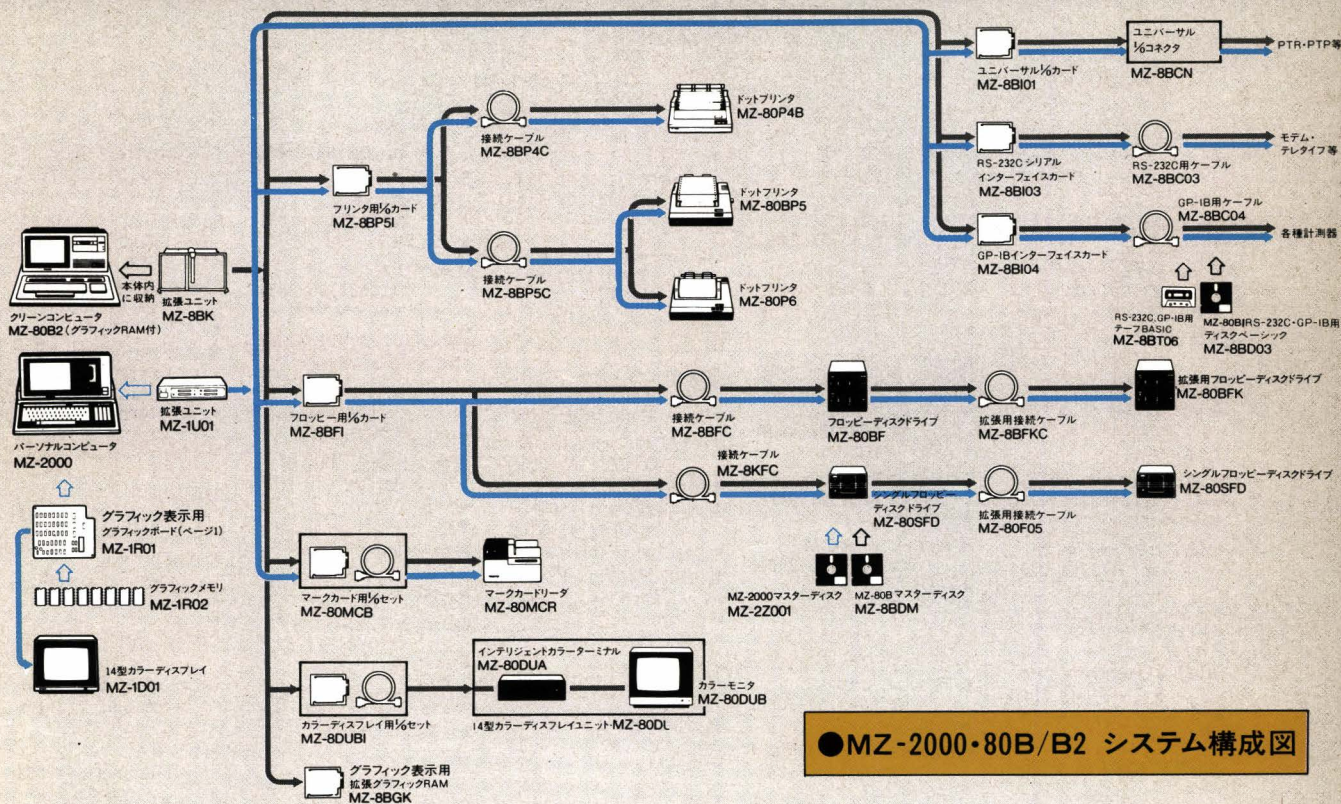 ユニバーサル
I/Oコネクタ
MZ-8BCN
PTR・PTP等
ユニバーサルI/Oカード
MZ-8BI01
接続ケーブル
MZ-8BP4C
ドットプリンタ
MZ-80P4B
RS-232C シリアル
インターフェイスカード
MZ-8BI03
RS-232C用ケーブル
MZ-8BC03
モデム・
テレタイプ等
プリンタ用I/Oカード
MZ-8BP5I
ドットプリンタ
MZ-80BP5
GP-IB用ケーブル
MZ-8BC04
GP-IBインターフェイスカード
MZ-8BI04
各種計測器
接続ケーブル
MZ-8BP5C
ドットプリンタ
MZ-80P6
本体内
に収納
グリーンコンピュータ
MZ-80B2(グラフィックRAM付)
拡張ユニット
MZ-8BK
RS-232C,GP-IB用
テープBASIC
MZ-8BT06
MZ-80BIRS-232C・GP-IB用
ディスクベーシック
MZ-8BD03
パーソナルコンピュータ
MZ-2000
拡張ユニット
MZ-1U01
フロッピー用I/Oカード
MZ-8BFI
接続ケーブル
MZ-8BFC
フロッピーディスクドライブ
MZ-80BF
拡張用接続ケーブル
MZ-8BFKC
拡張用フロッピーディスクドライブ
MZ-80BFK
接続ケーブル
MZ-8KFC
シングルフロッピー
ディスクドライブ
MZ-80SFD
拡張用接続ケーブル
MZ-80F05
シングルフロッピーディスクドライブ
MZ-80SFD
グラフィック表示用
グラフィックボード(ページ1)
MZ-1R01
グラフィックメモリ
MZ-1R02
マークカード用I/Oセット
MZ-80MCB
マークカードリーダ
MZ-80MCR
MZ-2000マスターディスク
MZ-2Z001
MZ-80B マスターディスク
MZ-8BDM
14型カラーディスプレイ
MZ-1D01
カラーディスプレイ用I/Oセット
MZ-8DUBI
インテリジェントカラーターミナル
MZ-80DUA
カラーモニタ
MZ-80DUB
14型カラーディスプレイユニット・MZ-80DU
グラフィック表示用
拡張グラフィックRAM
MZ-8BGK
●MZ-2000・80B/B2 システム構成図